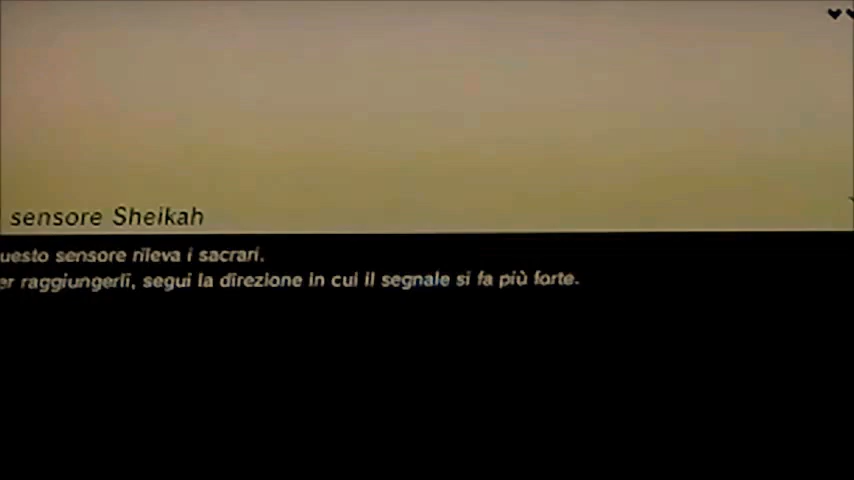 sensore Sheikah
uesto sensore rileva i sacrari.
er raggiungerli, segui la direzione in cui il segnale si fa più forte.